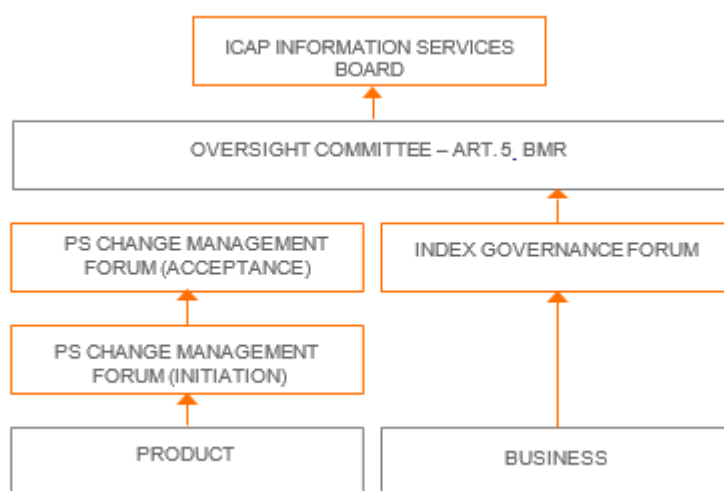 ICAP INFORMATION SERVICES
BOARD
OVERSIGHT COMMITTEE – ART. 5, BMR
PS CHANGE MANAGEMENT
FORUM (ACCEPTANCE)
INDEX GOVERNANCE FORUM
PS CHANGE MANAGEMENT
FORUM (INITIATION)
PRODUCT
BUSINESS